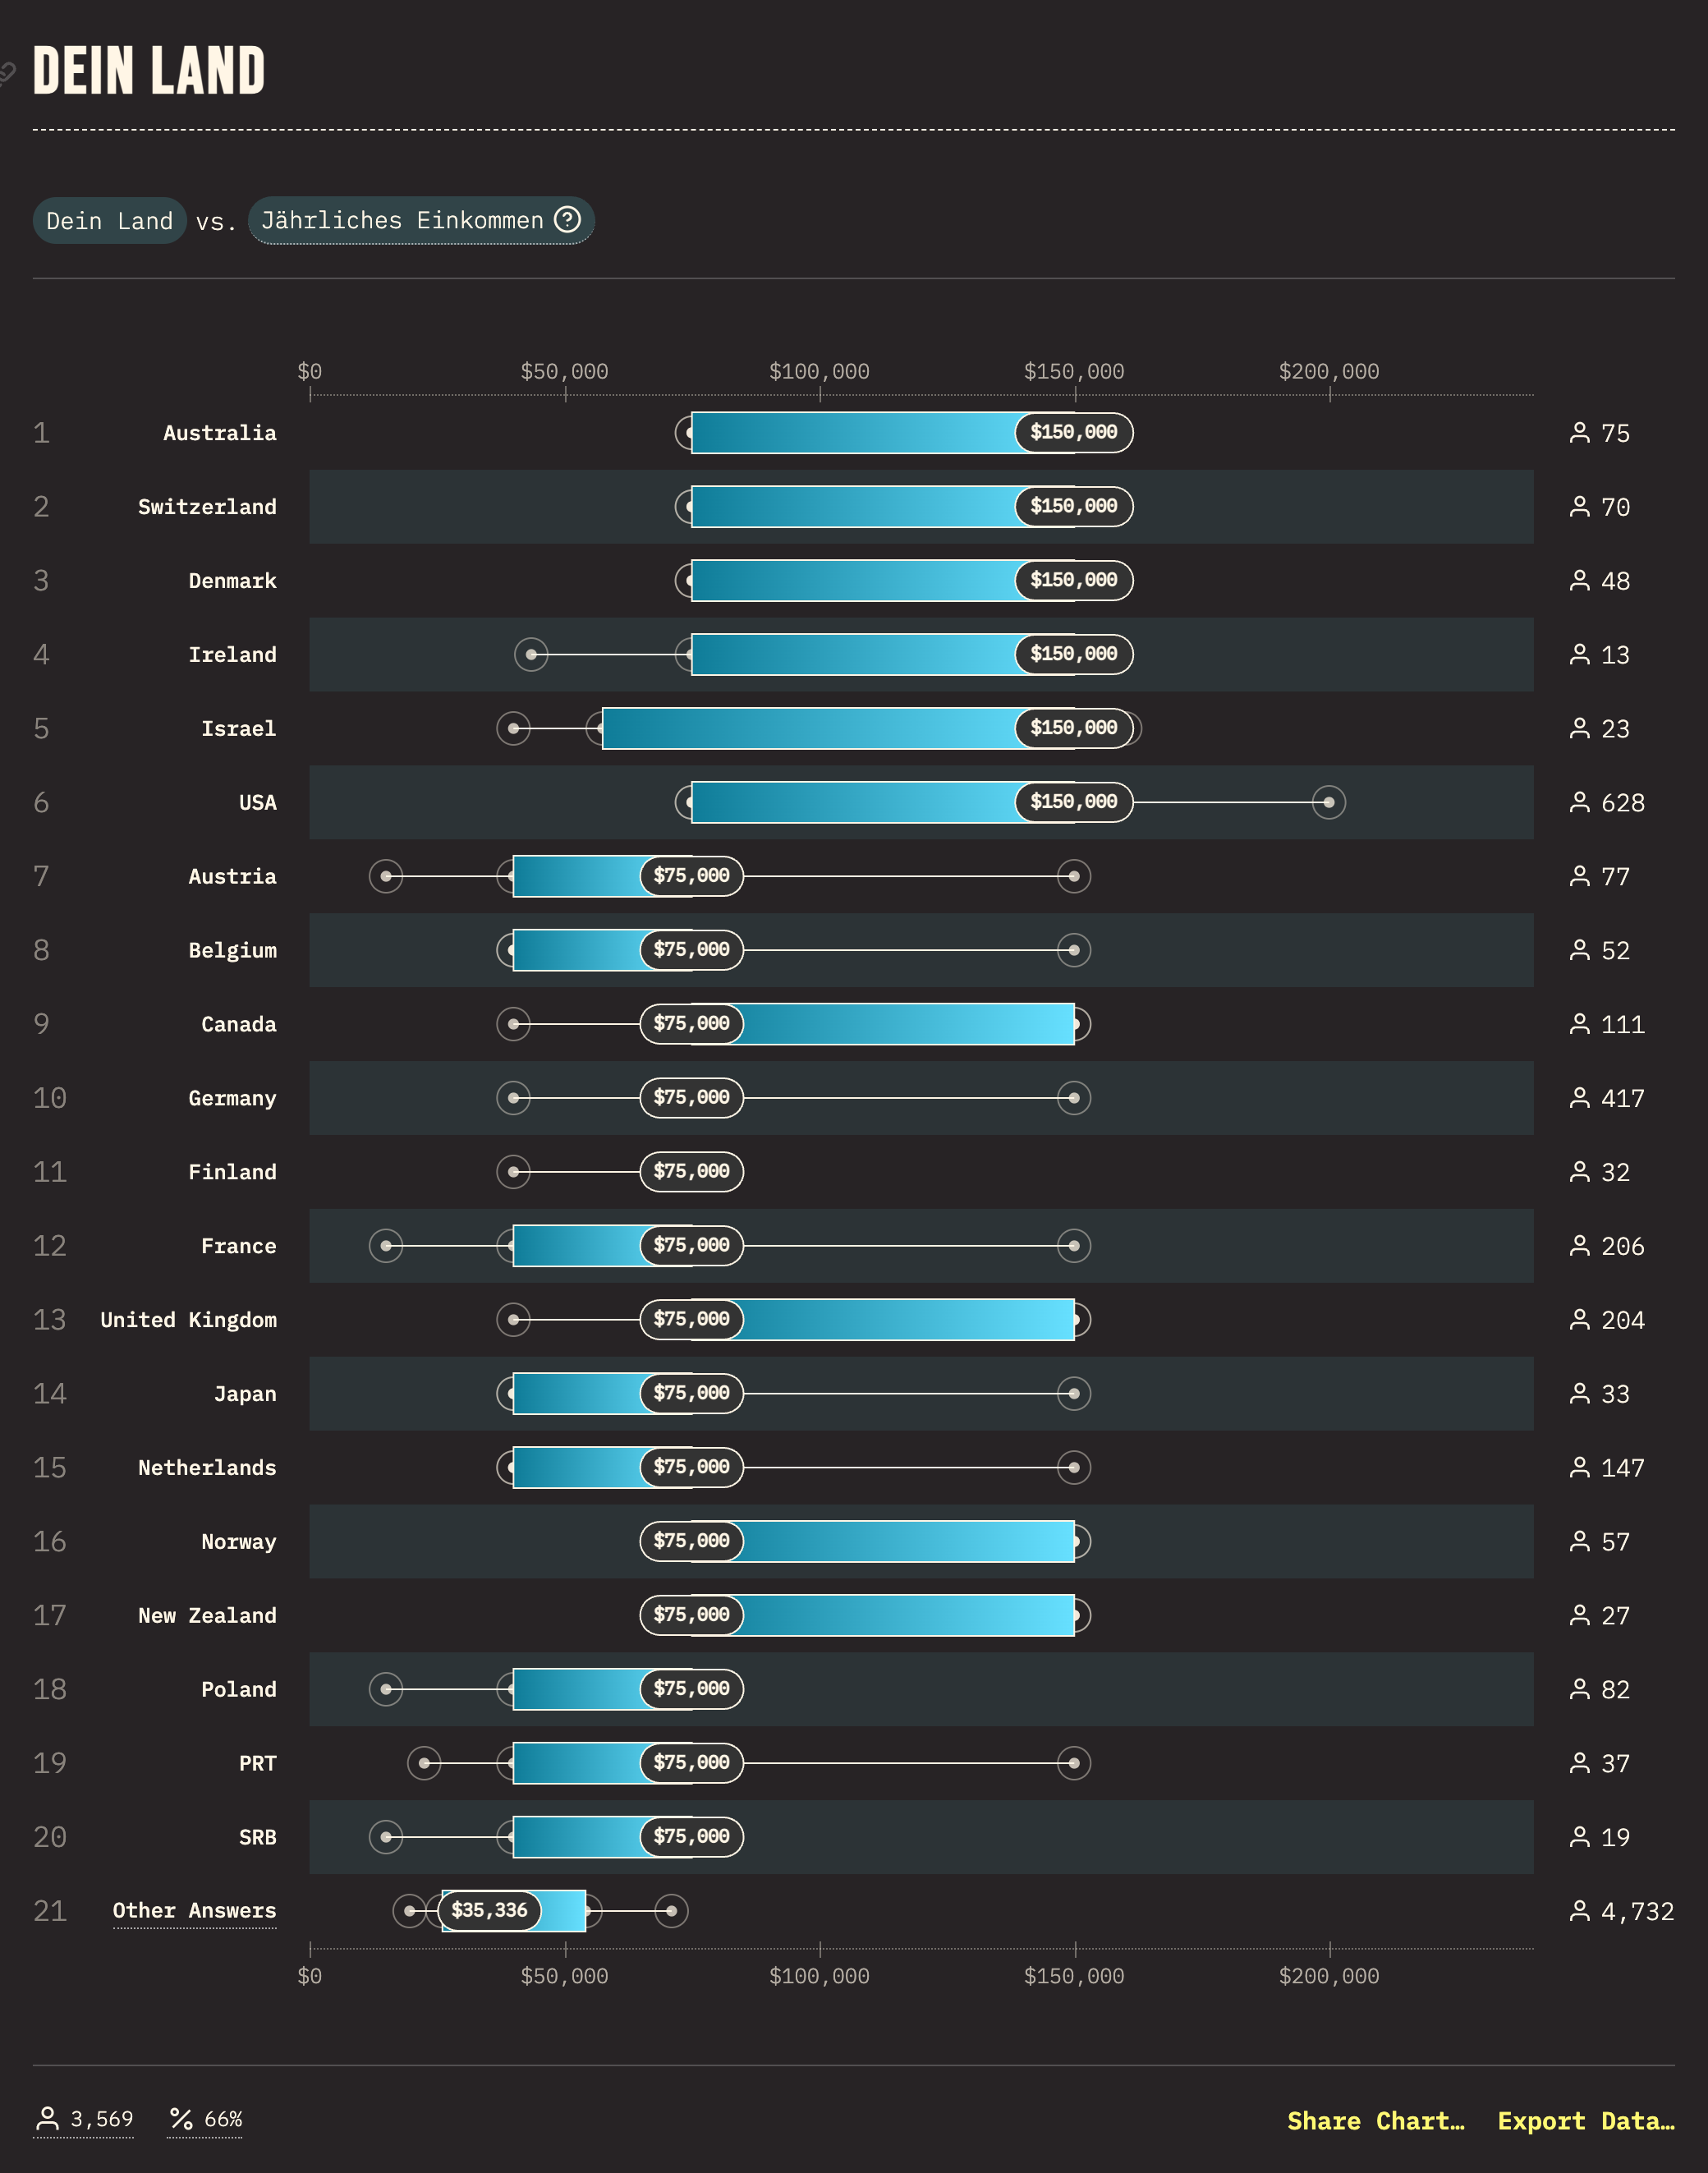 DEIN LAND
Dein Land vs. Jährliches Einkommen ?
$0 $50,000 $100,000 $150,000 $200,000
1 Australia $150,000 75
2 Switzerland $150,000 70
3 Denmark $150,000 48
4 Ireland $150,000 13
5 Israel $150,000 23
6 USA $150,000 628
7 Austria $75,000 77
8 Belgium $75,000 52
9 Canada $75,000 111
10 Germany $75,000 417
11 Finland $75,000 32
12 France $75,000 206
13 United Kingdom $75,000 204
14 Japan $75,000 33
15 Netherlands $75,000 147
16 Norway $75,000 57
17 New Zealand $75,000 27
18 Poland $75,000 82
19 PRT $75,000 37
20 SRB $75,000 19
21 Other Answers $35,336 4,732
$0 $50,000 $100,000 $150,000 $200,000
3,569 % 66% Share Chart… Export Data…